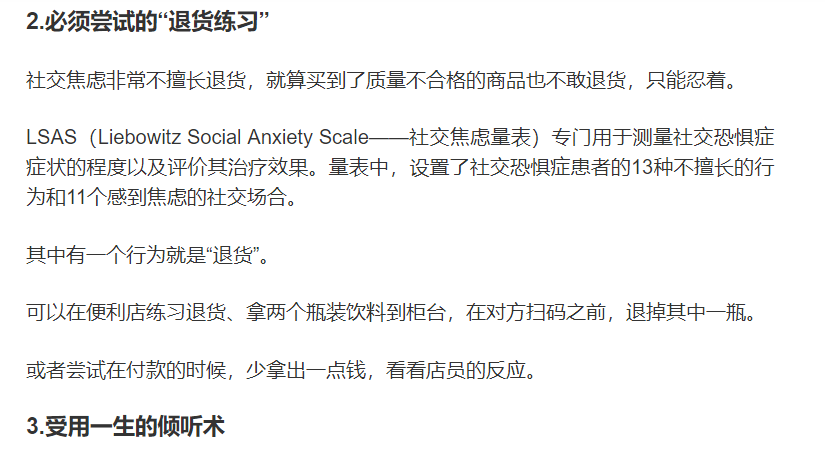 2.必须尝试的“退货练习”
社交焦虑非常不擅长退货，就算买到了质量不合格的商品也不敢退货，只能忍着。
LSAS（Liebowitz Social Anxiety Scale——社交焦虑量表）专门用于测量社交恐惧症
症状的程度以及评价其治疗效果。量表中，设置了社交恐惧症患者的13种不擅长的行
为和11个感到焦虑的社交场合。
其中有一个行为就是“退货”。
可以在便利店练习退货、拿两个瓶装饮料到柜台，在对方扫码之前，退掉其中一瓶。
或者尝试在付款的时候，少拿出一点钱，看看店员的反应。
3.受用一生的倾听术